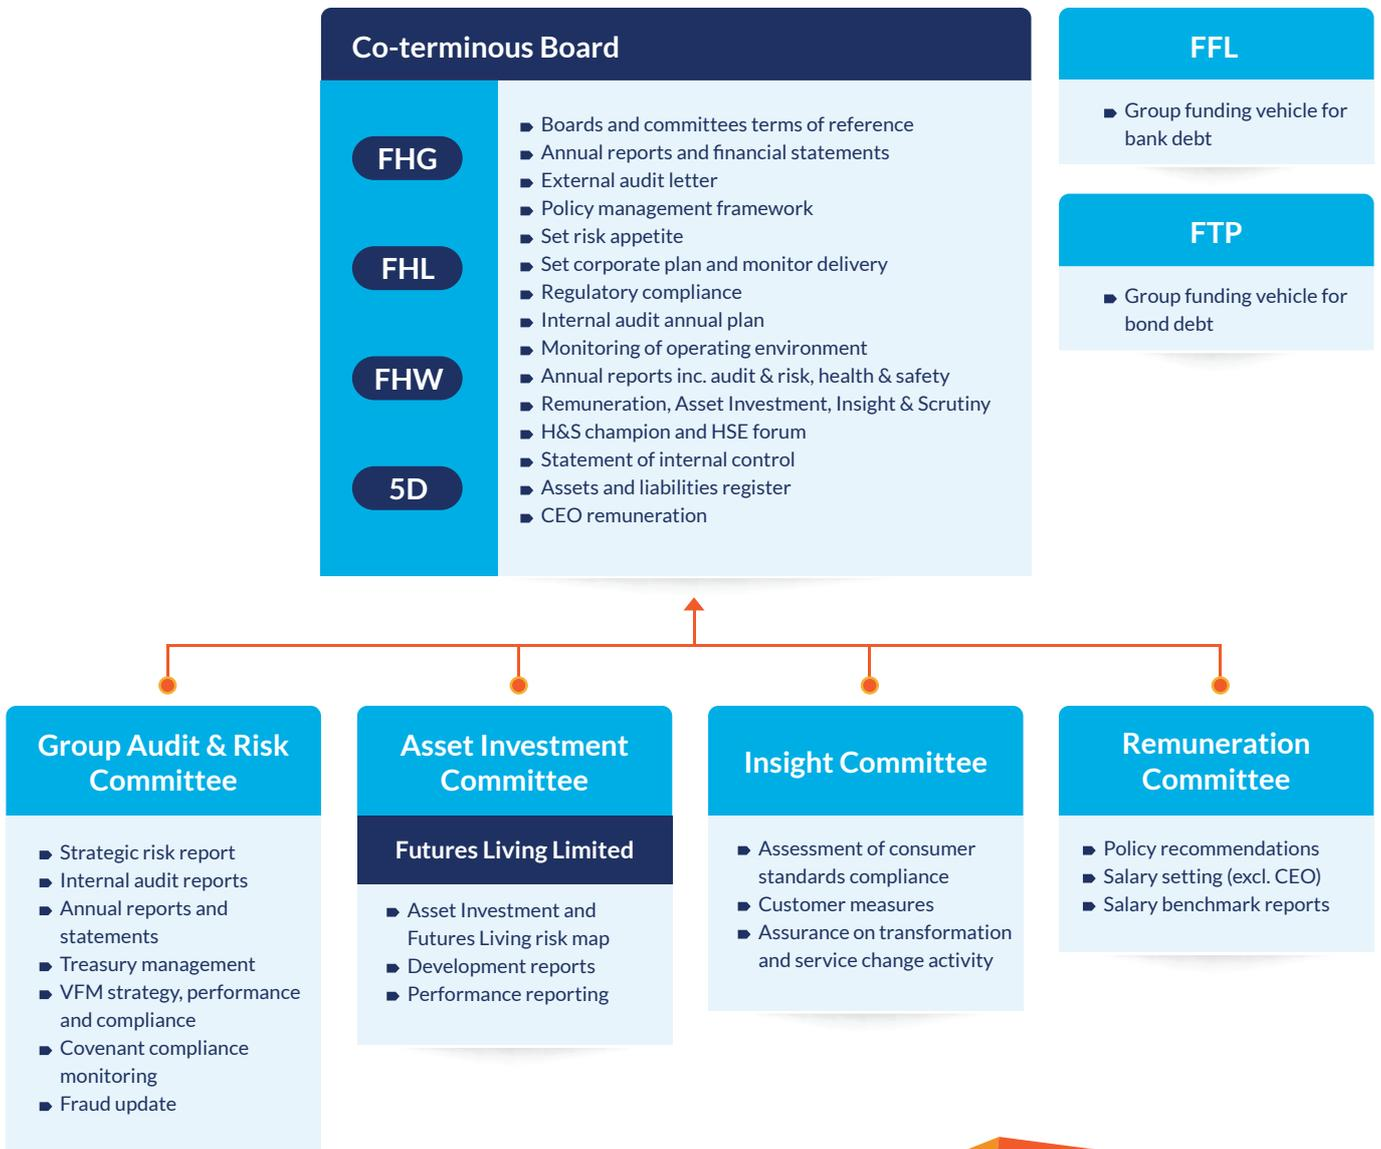 Co-terminous Board
FHG
FHL
FHW
5D
Boards and committees terms of reference
Annual reports and financial statements
External audit letter
Policy management framework
Set risk appetite
Set corporate plan and monitor delivery
Regulatory compliance
Internal audit annual plan
Monitoring of operating environment
Annual reports inc. audit & risk, health & safety
Remuneration, Asset Investment, Insight & Scrutiny
H&S champion and HSE forum
Statement of internal control
Assets and liabilities register
CEO remuneration
FFL
Group funding vehicle for
bank debt
FTP
Group funding vehicle for
bond debt
Group Audit & Risk
Committee
Strategic risk report
Internal audit reports
Annual reports and
statements
Treasury management
VFM strategy, performance
and compliance
Covenant compliance
monitoring
Fraud update
Asset Investment
Committee
Futures Living Limited
Asset Investment and
Futures Living risk map
Development reports
Performance reporting
Insight Committee
Assessment of consumer
standards compliance
Customer measures
Assurance on transformation
and service change activity
Remuneration
Committee
Policy recommendations
Salary setting (excl. CEO)
Salary benchmark reports